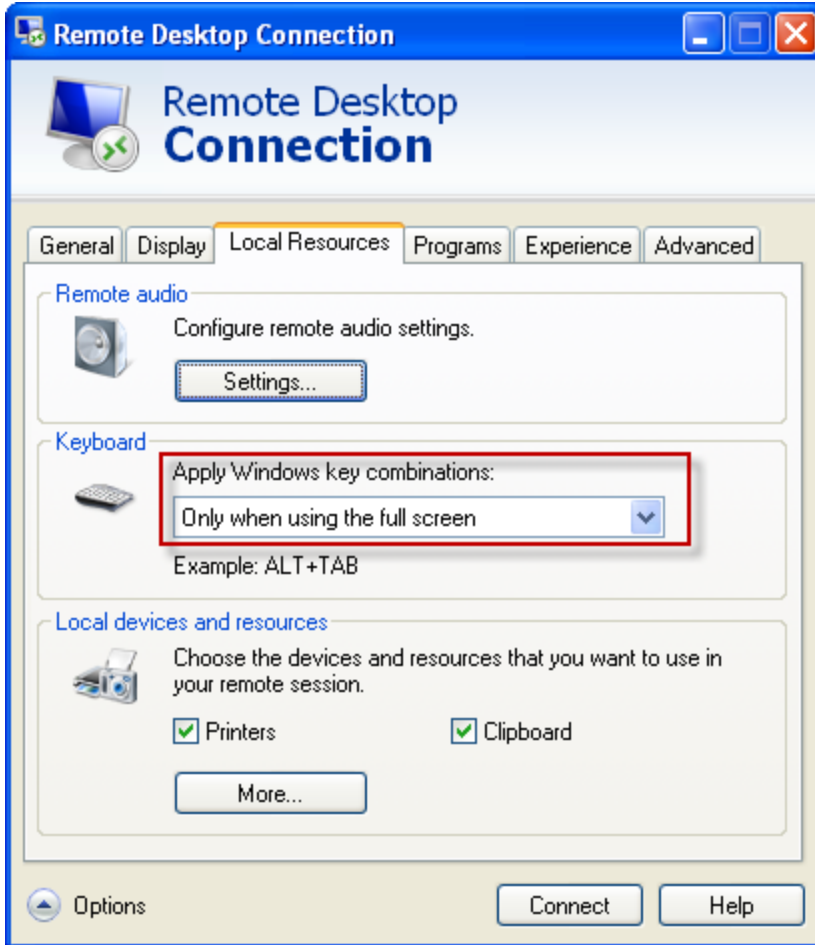 Remote Desktop Connection
Remote Desktop
Connection
General Display Local Resources Programs Experience Advanced
Remote audio
Configure remote audio settings.
Settings...
Keyboard
Apply Windows key combinations:
Only when using the full screen
Example: ALT+TAB
Local devices and resources
Choose the devices and resources that you want to use in
your remote session.
Printers Clipboard
More...
Options Connect Help